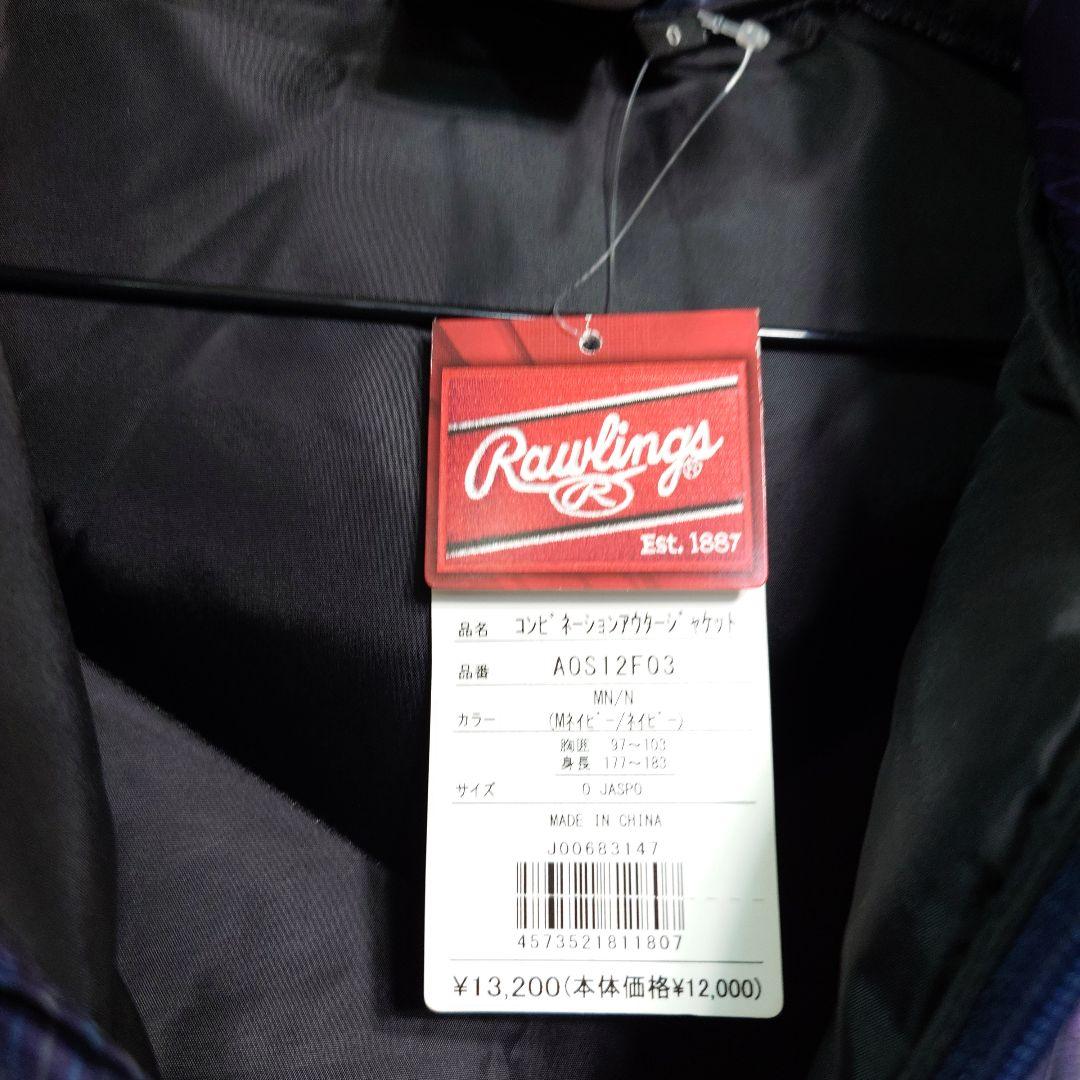 Rawlings®
R
Est. 1887
品名 コンビネーションアウタージャケット
品番 AOS12F03
MN/N
カラー (Mネイビー/ネイビー)
胸囲 97～103
身長 177～183
サイズ O JASPO
MADE IN CHINA
J00683147
4573521811807
¥13,200(本体価格¥12,000)